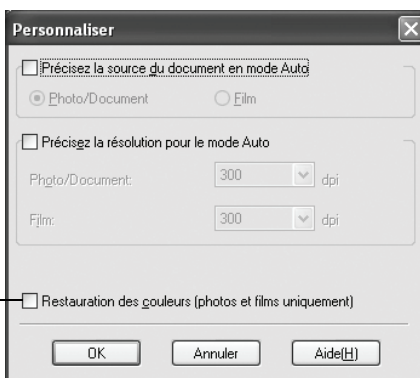 Personnaliser
Précisez la source du document en mode Auto
Photo/Document Film
Précisez la résolution pour le mode Auto
Photo/Document: 300 dpi
Film: 300 dpi
Restauration des couleurs (photos et films uniquement)
OK Annuler Aide(H)